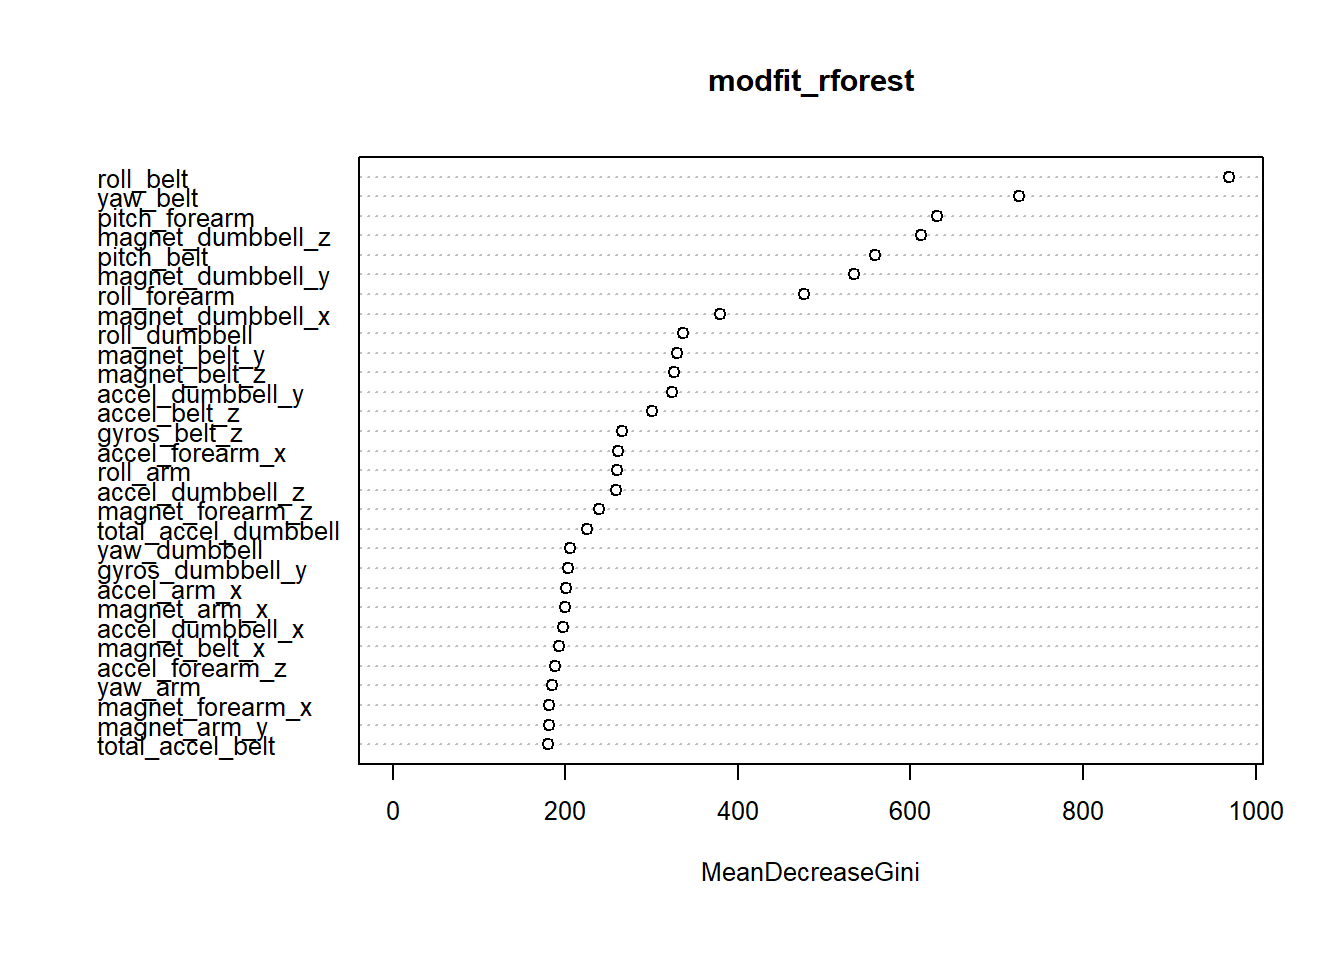 modfit_rforest
roll_belt
yaw_belt
pitch_forearm
magnet_dumbbell_z
pitch_belt
magnet_dumbbell_y
roll_forearm
magnet_dumbbell_x
roll_dumbbell
magnet_belt_y
magnet_belt_z
accel_dumbbell_y
accel_belt_z
gyros_belt_z
accel_forearm_x
roll_arm
accel_dumbbell_z
magnet_forearm_z
total_accel_dumbbell
yaw_dumbbell
gyros_dumbbell_y
accel_arm_x
magnet_arm_x
accel_dumbbell_x
magnet_belt_x
accel_forearm_z
yaw_arm
magnet_forearm_x
magnet_arm_y
total_accel_belt
0 200 400 600 800 1000
MeanDecreaseGini